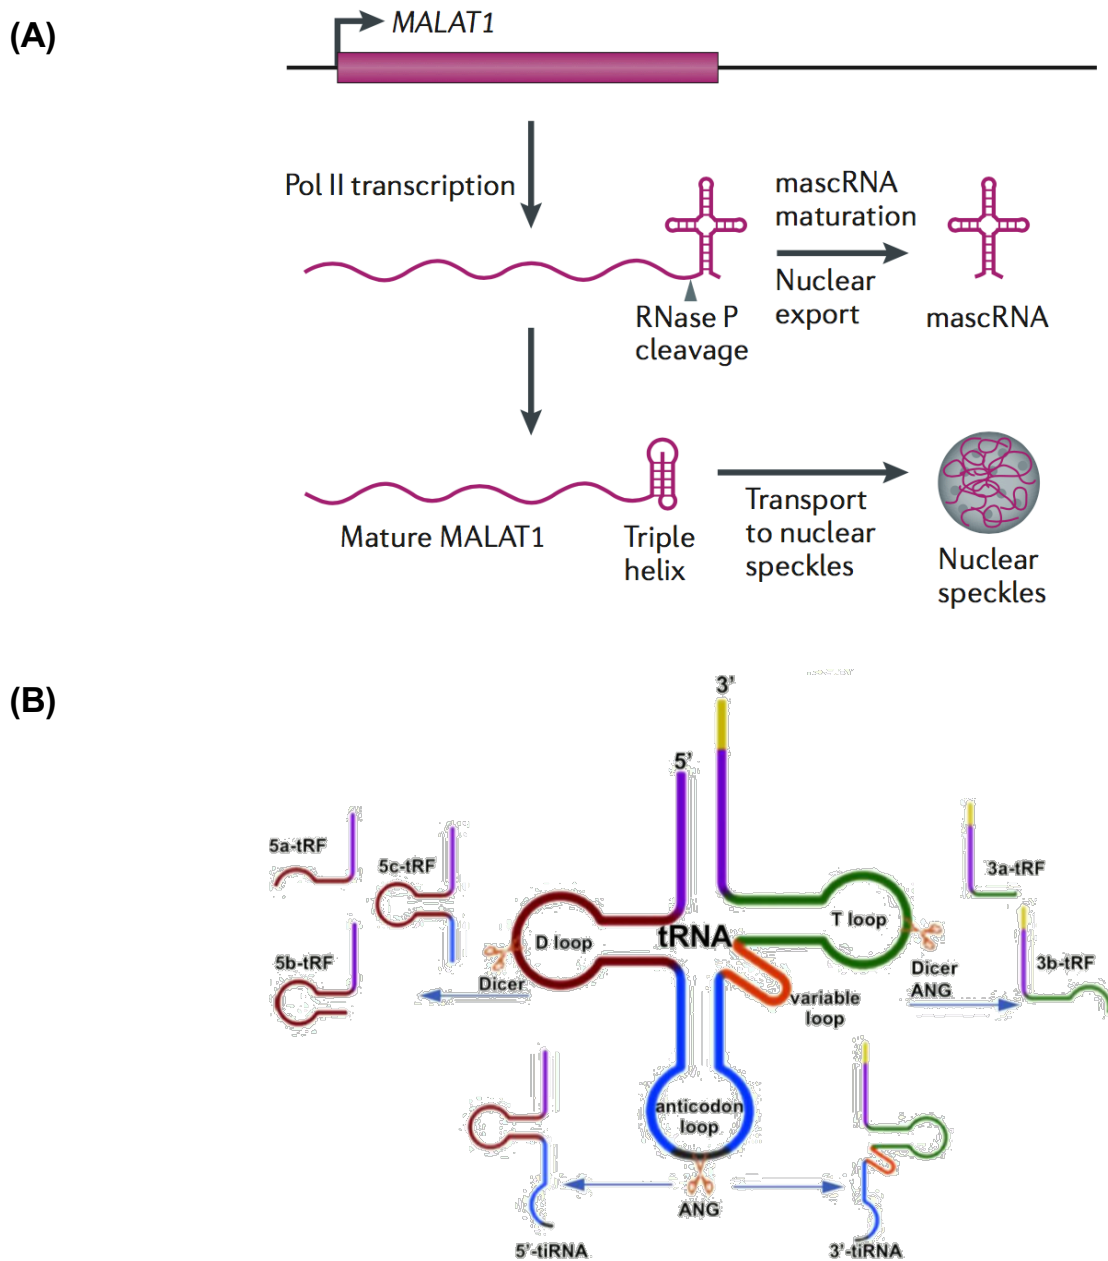 (A)
MALAT1
Pol II transcription
mascRNA
maturation
Nuclear
export
RNase P
cleavage
mascRNA
Mature MALAT1
Triple
helix
Transport
to nuclear
speckles
Nuclear
speckles
(B)
3'
5'
5a-tRF
5c-tRF
5b-tRF
D loop
Dicer
tRNA
T loop
variable
loop
Dicer
ANG
3a-tRF
3b-tRF
anticodon
loop
ANG
5'-tiRNA
3'-tiRNA